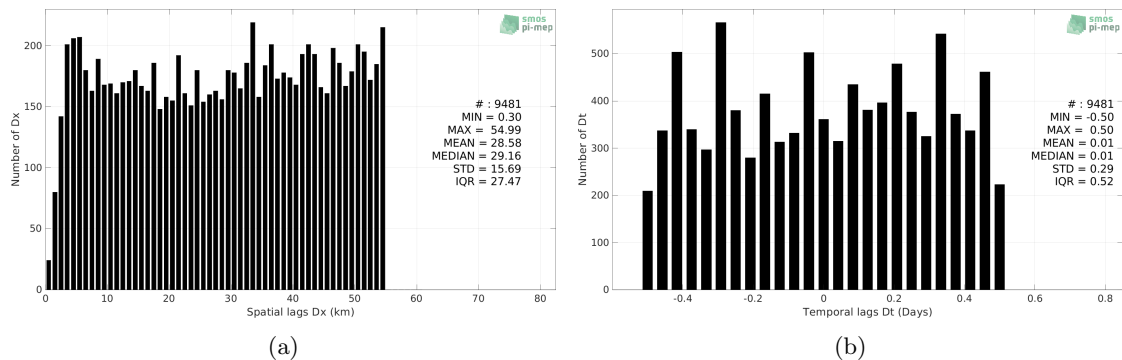 smos
pi-mep
200
150
100
50
0
Number of Dx
# : 9481
MIN = 0.30
MAX = 54.99
MEAN = 28.58
MEDIAN = 29.16
STD = 15.69
IQR = 27.47
0 10 20 30 40 50 60 70 80
Spatial lags Dx (km)
(a)
smos
pi-mep
500
400
300
200
100
0
Number of Dt
# : 9481
MIN = -0.50
MAX = 0.50
MEAN = 0.01
MEDIAN = 0.01
STD = 0.29
IQR = 0.52
-0.4 -0.2 0 0.2 0.4 0.6 0.8
Temporal lags Dt (Days)
(b)